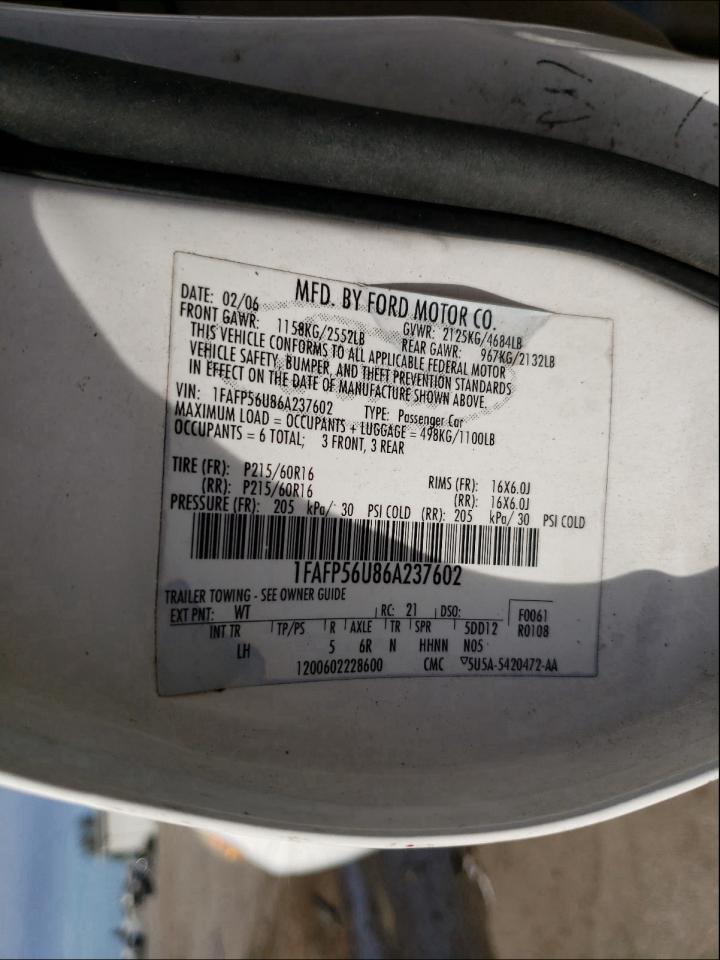 MFD. BY FORD MOTOR CO.
DATE: 02/06 GVWR: 2125KG/4684LB
FRONT GAWR: 1158KG/2552LB REAR GAWR: 967KG/2132LB
THIS VEHICLE CONFORMS TO ALL APPLICABLE FEDERAL MOTOR
VEHICLE SAFETY, BUMPER, AND THEFT PREVENTION STANDARDS
IN EFFECT ON THE DATE OF MANUFACTURE SHOWN ABOVE.
VIN: 1FAFP56U86A237602 TYPE: Passenger Car
MAXIMUM LOAD = OCCUPANTS + LUGGAGE = 498KG/1100LB
OCCUPANTS = 6 TOTAL; 3 FRONT, 3 REAR
TIRE (FR): P215/60R16 RIMS (FR): 16X6.0J
(RR): P215/60R16 (RR): 16X6.0J
PRESSURE (FR): 205 kPa/ 30 PSI COLD (RR): 205 kPa/ 30 PSI COLD
1FAFP56U86A237602
TRAILER TOWING - SEE OWNER GUIDE
EXT PNT: WT RC: 21 DSO: F0061
INT TR TP/PS R AXLE TR SPR 5DD12 R0108
LH 5 6R N HHNN N05
1200602228600 CMC 5U5A-5420472-AA